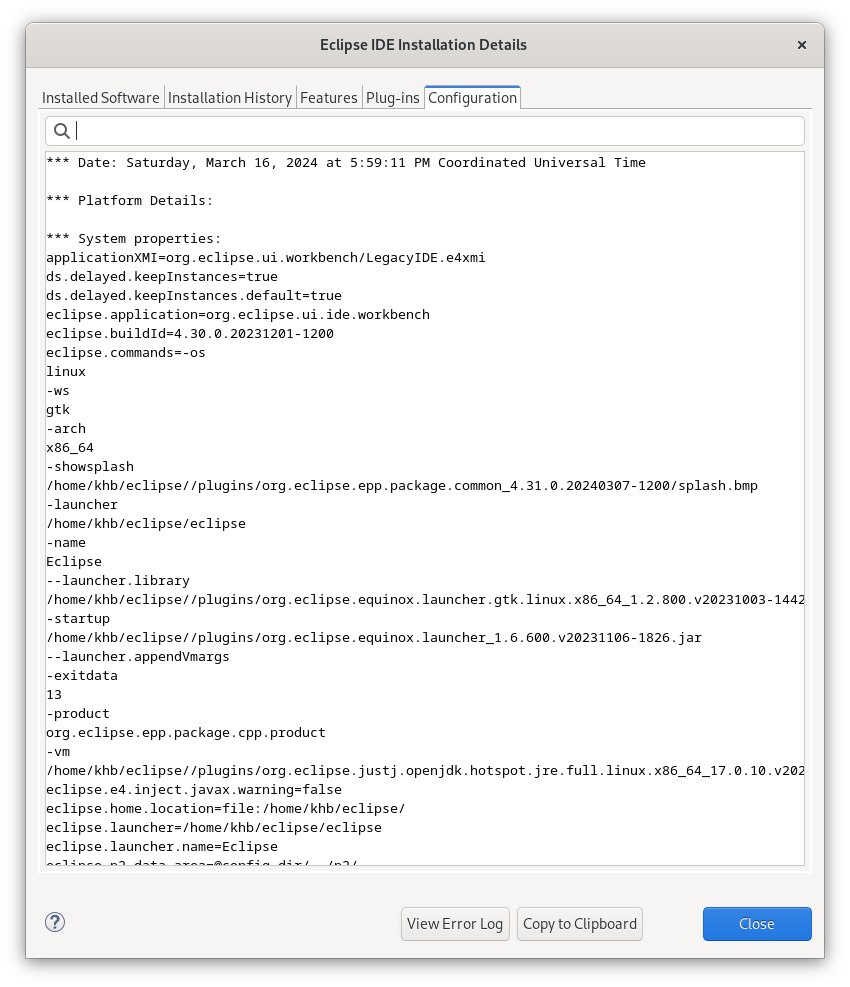 Eclipse IDE Installation Details
Installed Software
Installation History
Features
Plug-ins
Configuration
*** Date: Saturday, March 16, 2024 at 5:59:11 PM Coordinated Universal Time
*** Platform Details:
*** System properties:
applicationXMI=org.eclipse.ui.workbench/LegacyIDE.e4xmi
ds.delayed.keepInstances=true
ds.delayed.keepInstances.default=true
eclipse.application=org.eclipse.ui.ide.workbench
eclipse.buildId=4.30.0.20231201-1200
eclipse.commands=-os
linux
-ws
gtk
-arch
x86_64
-showsplash
/home/khb/eclipse//plugins/org.eclipse.epp.package.common_4.31.0.20240307-1200/splash.bmp
-launcher
/home/khb/eclipse/eclipse
-name
Eclipse
--launcher.library
/home/khb/eclipse//plugins/org.eclipse.equinox.launcher.gtk.linux.x86_64_1.2.800.v20231003-1442
-startup
/home/khb/eclipse//plugins/org.eclipse.equinox.launcher_1.6.600.v20231106-1826.jar
--launcher.appendVmargs
-exitdata
13
-product
org.eclipse.epp.package.cpp.product
-vm
/home/khb/eclipse//plugins/org.eclipse.justj.openjdk.hotspot.jre.full.linux.x86_64_17.0.10.v202
eclipse.e4.inject.javax.warning=false
eclipse.home.location=file:/home/khb/eclipse/
eclipse.launcher=/home/khb/eclipse/eclipse
eclipse.launcher.name=Eclipse
eclipse.p2.data.area=@config.dir/../p2/
View Error Log
Copy to Clipboard
Close